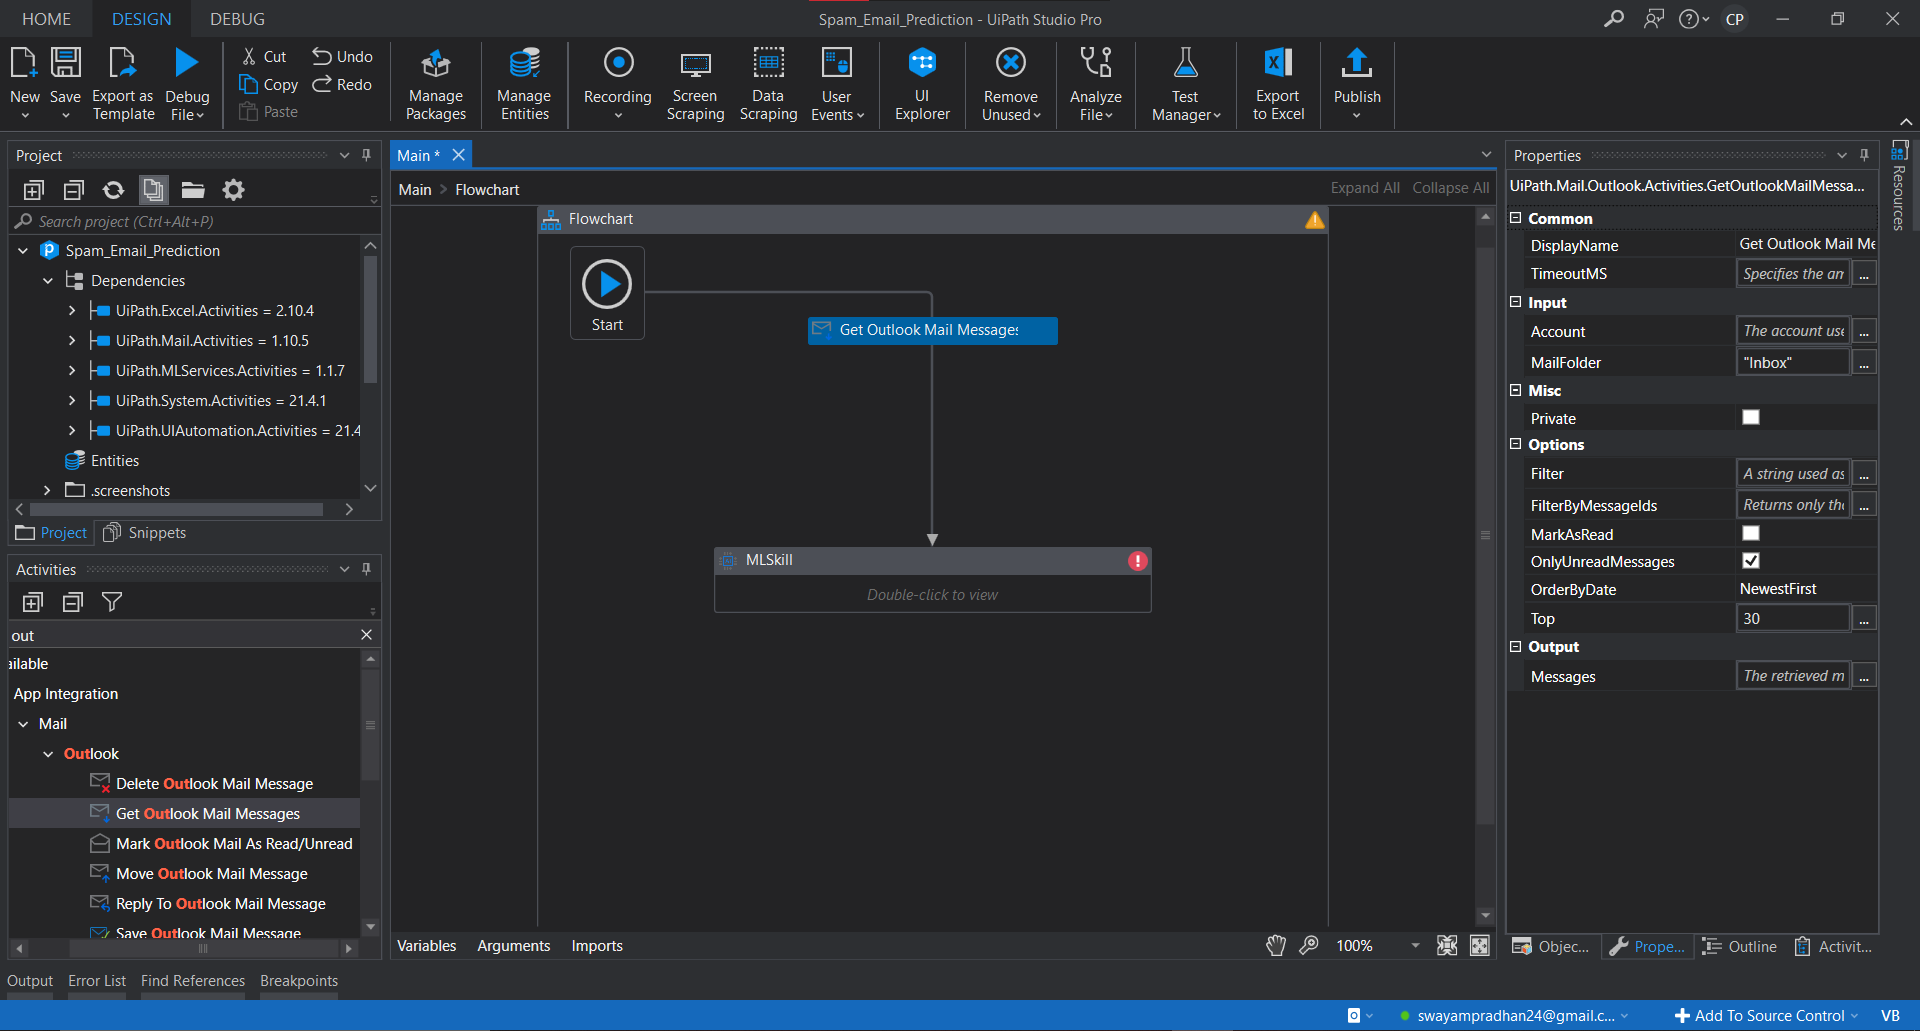 HOME DESIGN DEBUG
Spam_Email_Prediction - UiPath Studio Pro
CP
New
Save
Export as
Template
Debug
File
Cut
Copy
Paste
Undo
Redo
Manage
Packages
Manage
Entities
Recording
Screen
Scraping
Data
Scraping
User
Events
UI
Explorer
Remove
Unused
Analyze
File
Test
Manager
Export
to Excel
Publish
Project
Search project (Ctrl+Alt+P)
Spam_Email_Prediction
Dependencies
UiPath.Excel.Activities = 2.10.4
UiPath.Mail.Activities = 1.10.5
UiPath.MLServices.Activities = 1.1.7
UiPath.System.Activities = 21.4.1
UiPath.UIAutomation.Activities = 21.4
Entities
.screenshots
Project Snippets
Activities
out
ailable
App Integration
Mail
Outlook
Delete Outlook Mail Message
Get Outlook Mail Messages
Mark Outlook Mail As Read/Unread
Move Outlook Mail Message
Reply To Outlook Mail Message
Save Outlook Mail Message
Main *
Main > Flowchart
Expand All Collapse All
Flowchart
Start
Get Outlook Mail Messages
MLSkill
Double-click to view
Variables Arguments Imports
100%
Properties
UiPath.Mail.Outlook.Activities.GetOutlookMailMessa...
Common
DisplayName Get Outlook Mail Me
TimeoutMS Specifies the am ...
Input
Account The account use ...
MailFolder "Inbox" ...
Misc
Private
Options
Filter A string used as ...
FilterByMessageIds Returns only the ...
MarkAsRead
OnlyUnreadMessages
OrderByDate NewestFirst
Top 30 ...
Output
Messages The retrieved m ...
Objec... Prope... Outline Activit...
Resources
Output Error List Find References Breakpoints
swayampradhan24@gmail.c... Add To Source Control VB